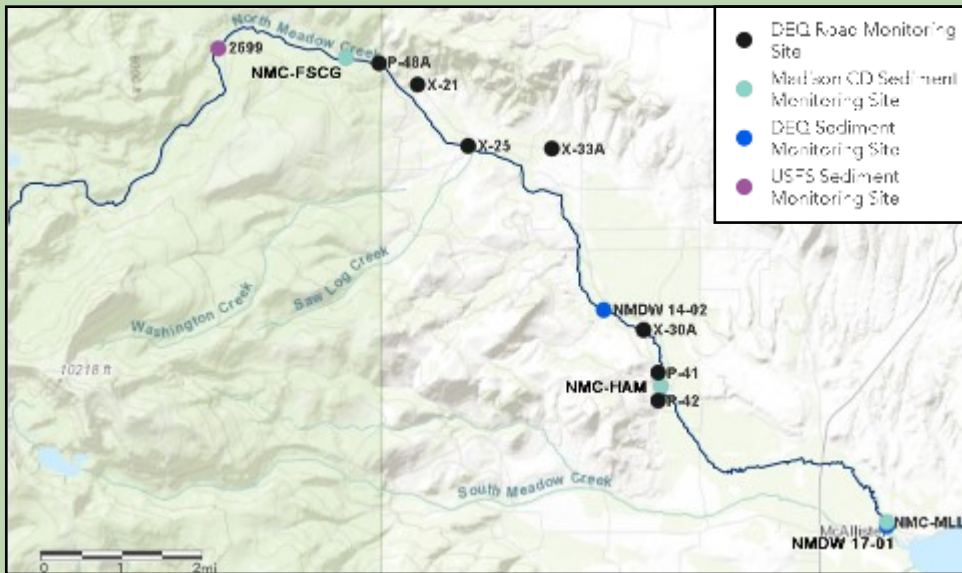 North Meadow Creek
2699
NMC-FSCG
P-48A
X-21
X-25
X-33A
Saw Log Creek
Washington Creek
10218 ft
NMDW 14-02
X-30A
P-41
NMC-HAM
P-42
South Meadow Creek
McAlliste
NMC-MLL
NMDW 17-01
0 1 2mi
DEQ Road Monitoring
Site
Madison CD Sediment
Monitoring Site
DEQ Sediment
Monitoring Site
USFS Sediment
Monitoring Site